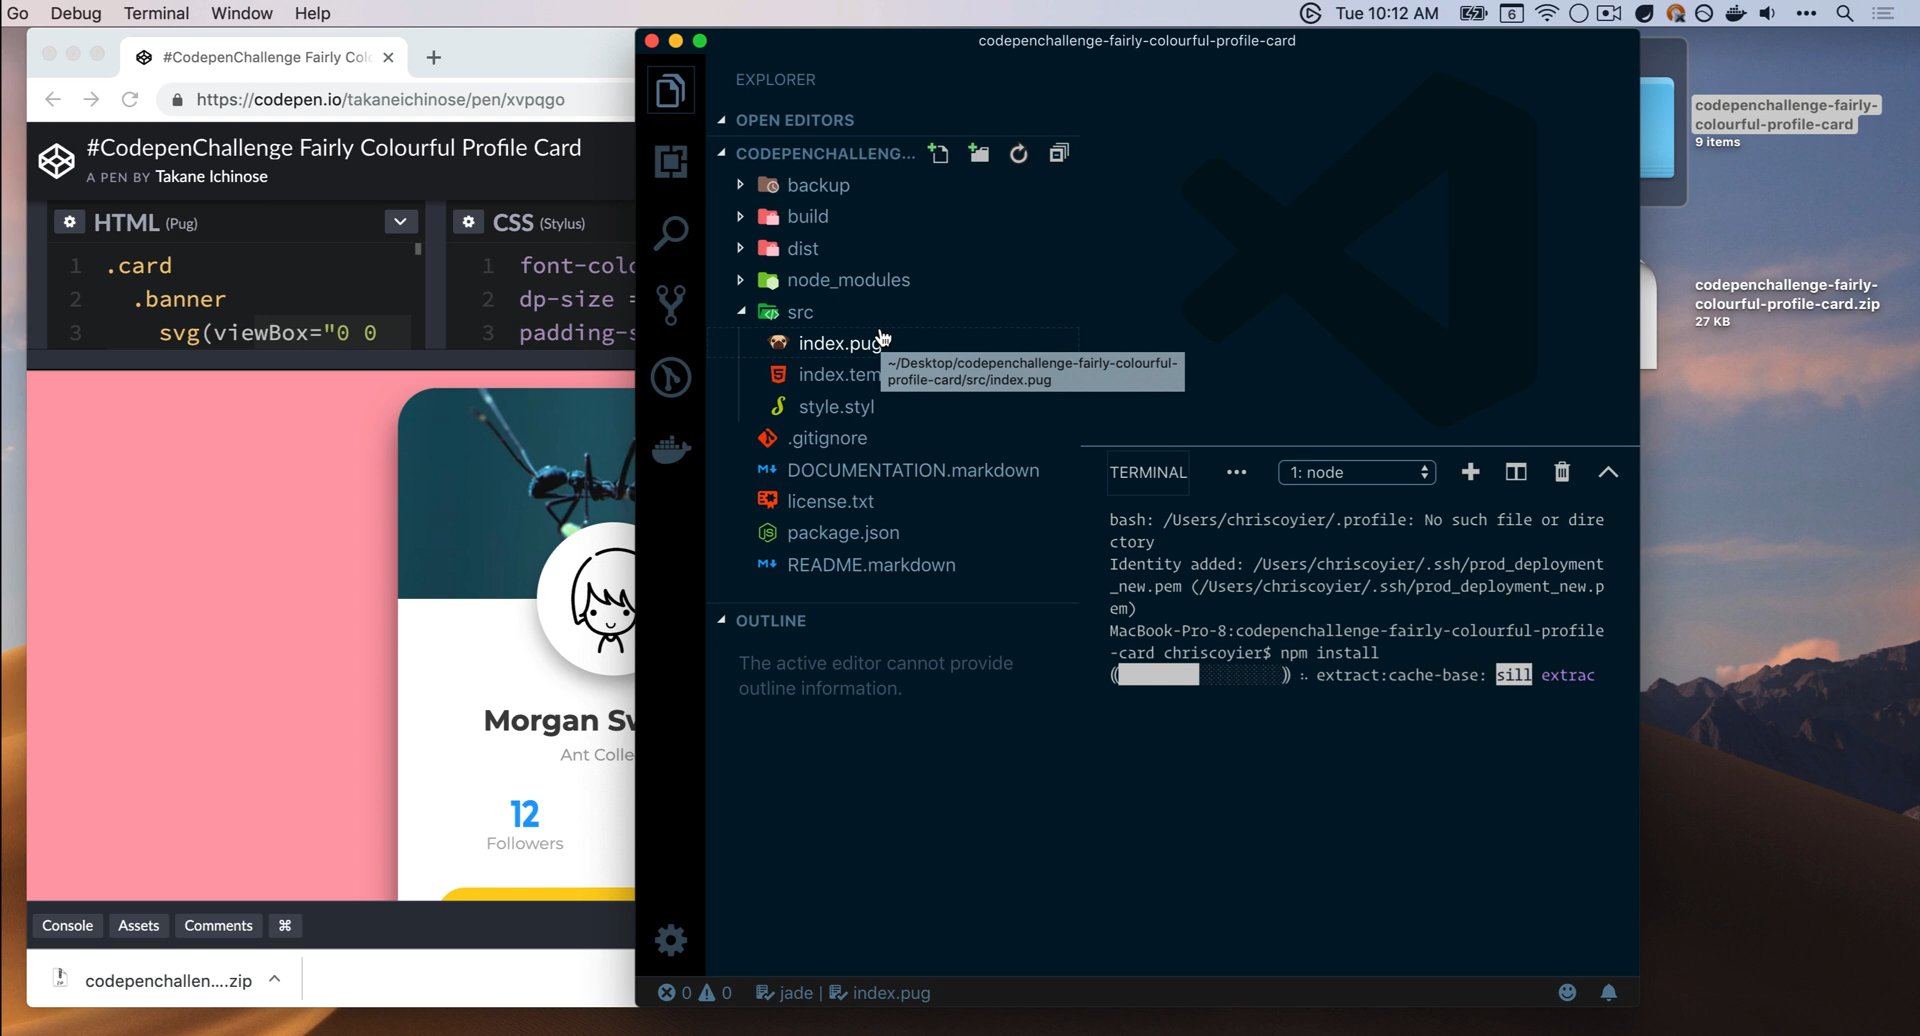 Go Debug Terminal Window Help
6 Tue 10:12 AM
#CodepenChallenge Fairly Colo
https://codepen.io/takaneichinose/pen/xvpqgo
#CodepenChallenge Fairly Colourful Profile Card
A PEN BY Takane Ichinose
HTML (Pug)
1 .card
2 .banner
3 svg(viewBox="0 0
CSS (Stylus)
1 font-colo
2 dp-size =
3 padding-s
Morgan Sw
Ant Colle
12
Followers
Console Assets Comments ⌘
codepenchallen....zip
codepenchallenge-fairly-colourful-profile-card
EXPLORER
OPEN EDITORS
CODEPENCHALLENG...
backup
build
dist
node_modules
src
index.pug
index.tem
style.styl
.gitignore
DOCUMENTATION.markdown
license.txt
package.json
README.markdown
~/Desktop/codepenchallenge-fairly-colourful-
profile-card/src/index.pug
OUTLINE
The active editor cannot provide
outline information.
TERMINAL ••• 1: node
bash: /Users/chriscoyier/.profile: No such file or dire
ctory
Identity added: /Users/chriscoyier/.ssh/prod_deployment
_new.pem (/Users/chriscoyier/.ssh/prod_deployment_new.p
em)
MacBook-Pro-8:codepenchallenge-fairly-colourful-profile
-card chriscoyier$ npm install
extract:cache-base: sill extrac
0 0 jade | index.pug
codepenchallenge-fairly-
colourful-profile-card
9 items
codepenchallenge-fairly-
colourful-profile-card.zip
27 KB